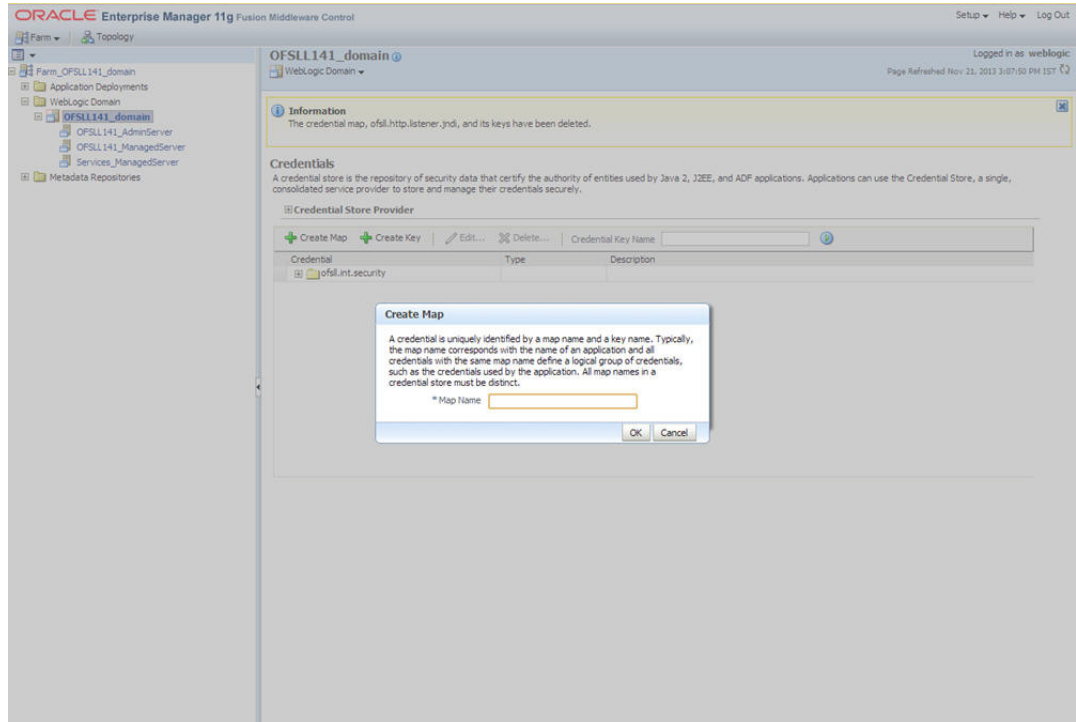 ORACLE Enterprise Manager 11g Fusion Middleware Control
Setup Help Log Out
Farm Topology
Farm_OFSLL141_domain
Application Deployments
WebLogic Domain
OFSLL141_domain
OFSLL141_AdminServer
OFSLL141_ManagedServer
Services_ManagedServer
Metadata Repositories
OFSLL141_domain
WebLogic Domain
Logged in as weblogic
Page Refreshed Nov 21, 2013 3:07:50 PM IST
Information
The credential map, ofsll.http.listener.jndi, and its keys have been deleted.
Credentials
A credential store is the repository of security data that certify the authority of entities used by Java 2, J2EE, and ADF applications. Applications can use the Credential Store, a single,
consolidated service provider to store and manage their credentials securely.
Credential Store Provider
Create Map Create Key Edit... Delete... Credential Key Name
Credential Type Description
ofsll.int.security
Create Map
A credential is uniquely identified by a map name and a key name. Typically,
the map name corresponds with the name of an application and all
credentials with the same map name define a logical group of credentials,
such as the credentials used by the application. All map names in a
credential store must be distinct.
* Map Name
OK Cancel